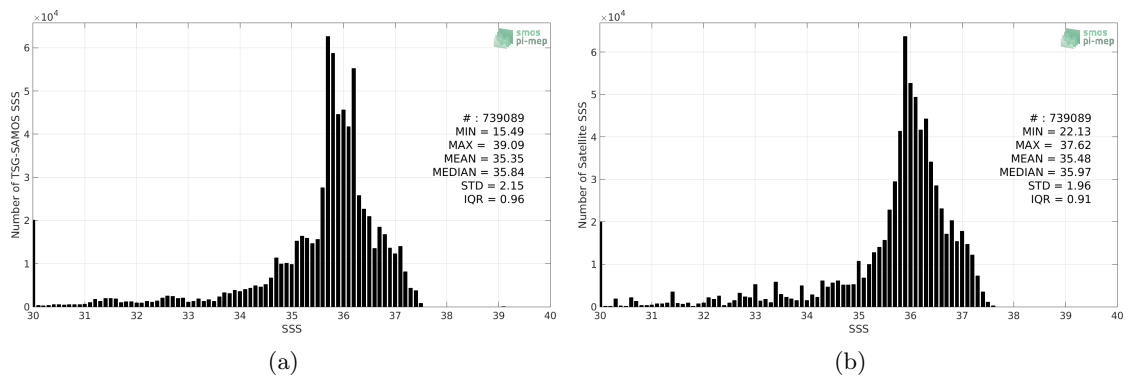 ×10⁴
smos
pi-mep
6
5
4
3
2
1
0
Number of TSG-SAMOS SSS
# : 739089
MIN = 15.49
MAX = 39.09
MEAN = 35.35
MEDIAN = 35.84
STD = 2.15
IQR = 0.96
30 31 32 33 34 35 36 37 38 39 40
SSS
(a)
×10⁴
smos
pi-mep
6
5
4
3
2
1
0
Number of Satellite SSS
# : 739089
MIN = 22.13
MAX = 37.62
MEAN = 35.48
MEDIAN = 35.97
STD = 1.96
IQR = 0.91
30 31 32 33 34 35 36 37 38 39 40
SSS
(b)